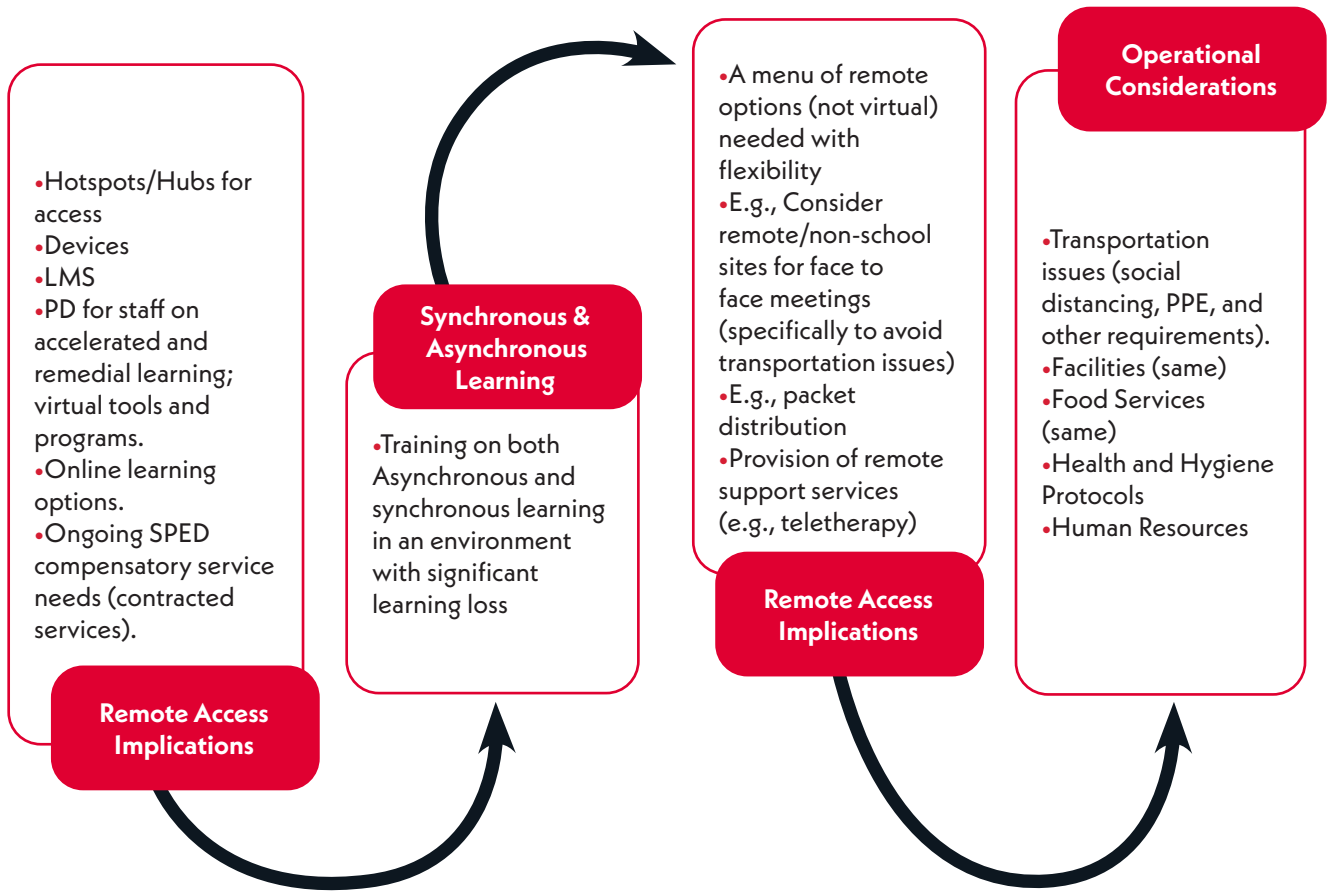 •Hotspots/Hubs for
access
•Devices
•LMS
•PD for staff on
accelerated and
remedial learning;
virtual tools and
programs.
•Online learning
options.
•Ongoing SPED
compensatory service
needs (contracted
services).
Remote Access
Implications
Synchronous &
Asynchronous
Learning
•Training on both
Asynchronous and
synchronous learning
in an environment
with significant
learning loss
•A menu of remote
options (not virtual)
needed with
flexibility
•E.g., Consider
remote/non-school
sites for face to
face meetings
(specifically to avoid
transportation issues)
•E.g., packet
distribution
•Provision of remote
support services
(e.g., teletherapy)
Remote Access
Implications
Operational
Considerations
•Transportation
issues (social
distancing, PPE, and
other requirements).
•Facilities (same)
•Food Services
(same)
•Health and Hygiene
Protocols
•Human Resources